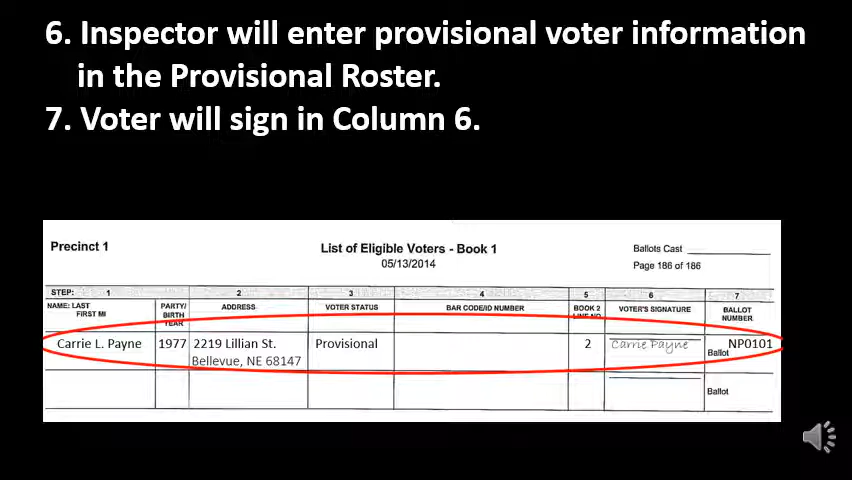 6. Inspector will enter provisional voter information
in the Provisional Roster.
7. Voter will sign in Column 6.
Precinct 1
List of Eligible Voters - Book 1
05/13/2014
Ballots Cast
Page 186 of 186
STEP: 1 2 3 4 5 6 7
NAME: LAST FIRST MI
PARTY/ BIRTH YEAR
ADDRESS
VOTER STATUS
BAR CODE/ID NUMBER
BOOK 2 LINE NO
VOTER'S SIGNATURE
BALLOT NUMBER
Carrie L. Payne 1977 2219 Lillian St. Provisional 2 Carrie Payne NP0101
Bellevue, NE 68147 Ballot
Ballot